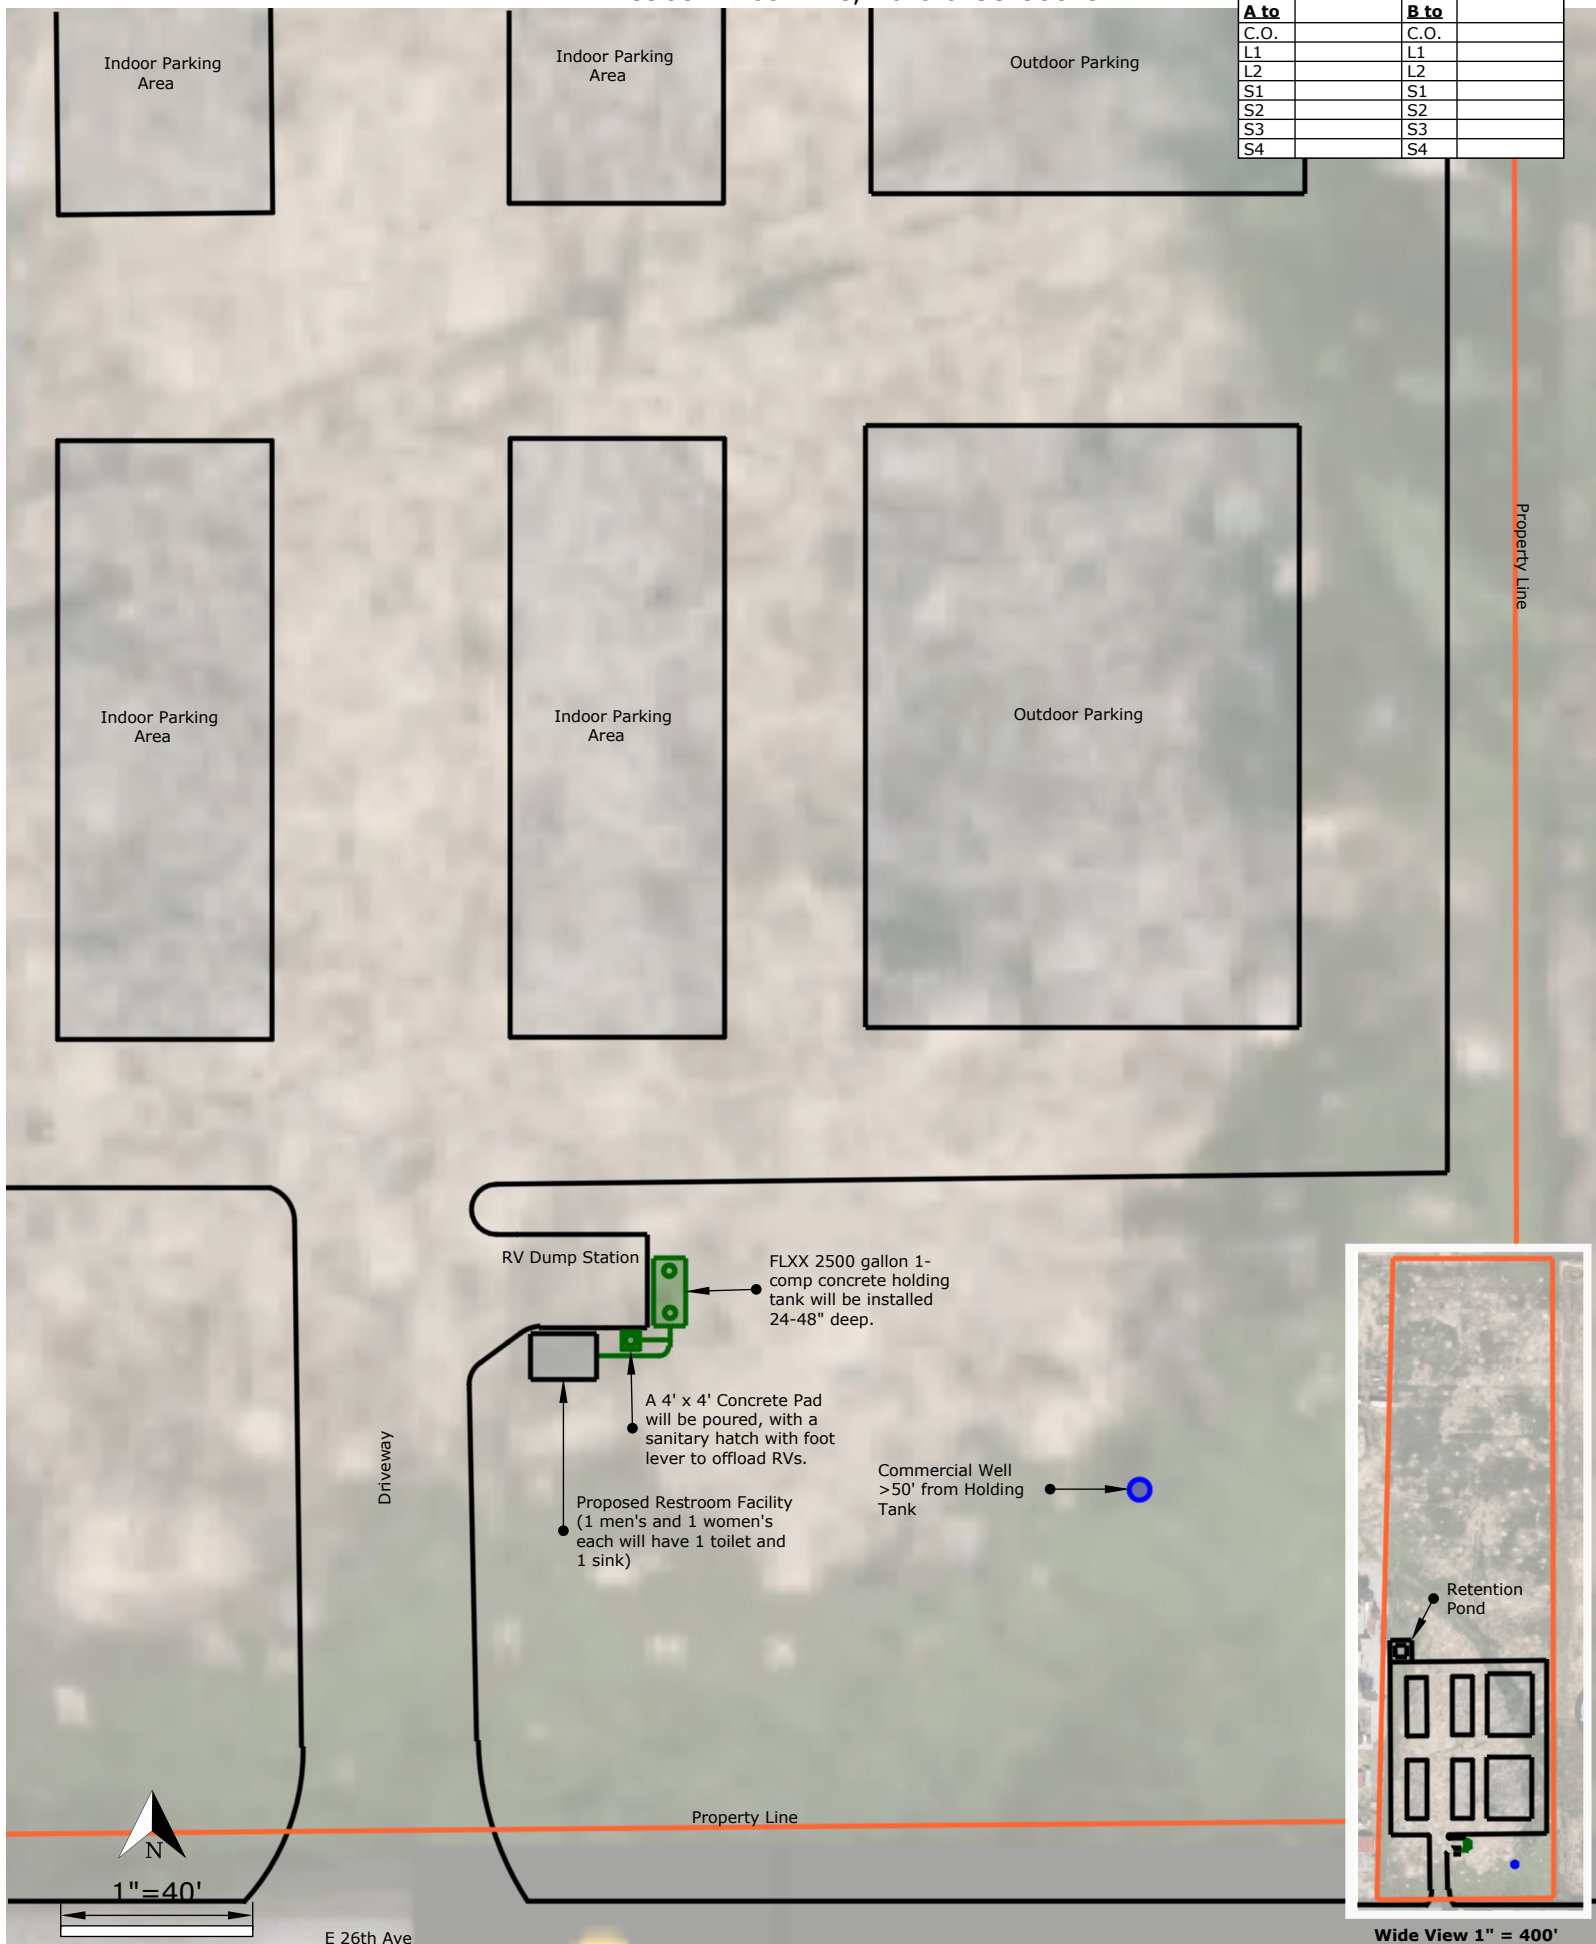 A to B to
C.O. C.O.
L1 L1
L2 L2
S1 S1
S2 S2
S3 S3
S4 S4
Indoor Parking
Area
Indoor Parking
Area
Outdoor Parking
Property Line
Indoor Parking
Area
Indoor Parking
Area
Outdoor Parking
RV Dump Station
FLXX 2500 gallon 1-
comp concrete holding
tank will be installed
24-48" deep.
A 4' x 4' Concrete Pad
will be poured, with a
sanitary hatch with foot
lever to offload RVs.
Driveway
Commercial Well
>50' from Holding
Tank
Proposed Restroom Facility
(1 men's and 1 women's
each will have 1 toilet and
1 sink)
Retention
Pond
Property Line
N
1"=40'
E 26th Ave
Wide View 1" = 400'